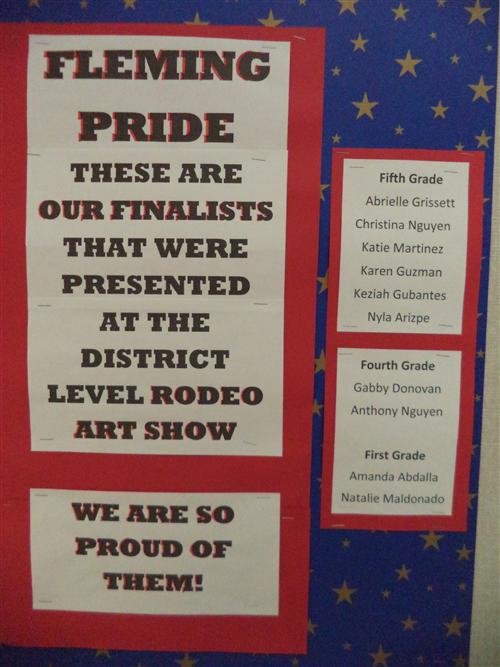 FLEMING
PRIDE
THESE ARE
OUR FINALISTS
THAT WERE
PRESENTED
AT THE
DISTRICT
LEVEL RODEO
ART SHOW
WE ARE SO
PROUD OF
THEM!
Fifth Grade
Abrielle Grissett
Christina Nguyen
Katie Martinez
Karen Guzman
Keziah Gubantes
Nyla Arizpe
Fourth Grade
Gabby Donovan
Anthony Nguyen
First Grade
Amanda Abdalla
Natalie Maldonado